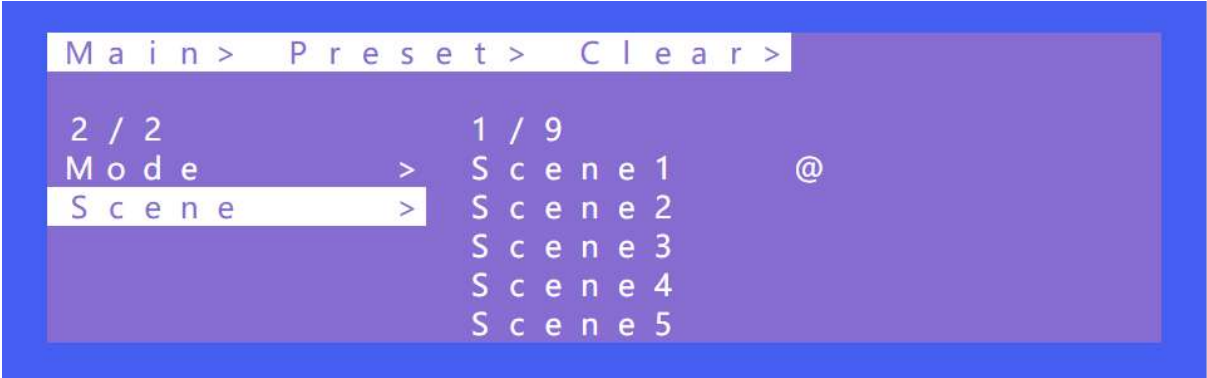 Main> Preset> Clear>
2/2 1/9
Mode > Scene1 @
Scene > Scene2
Scene3
Scene4
Scene5